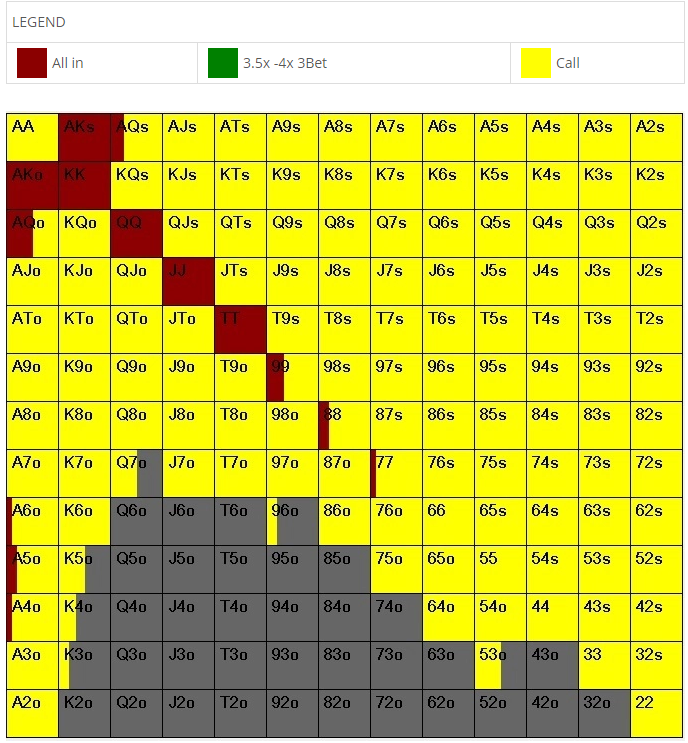 LEGEND
All in 3.5x -4x 3Bet Call
AA AKs AQs AJs ATs A9s A8s A7s A6s A5s A4s A3s A2s
AKo KK KQs KJs KTs K9s K8s K7s K6s K5s K4s K3s K2s
AQo KQo QQ QJs QTs Q9s Q8s Q7s Q6s Q5s Q4s Q3s Q2s
AJo KJo QJo JJ JTs J9s J8s J7s J6s J5s J4s J3s J2s
ATo KTo QTo JTo TT T9s T8s T7s T6s T5s T4s T3s T2s
A9o K9o Q9o J9o T9o 99 98s 97s 96s 95s 94s 93s 92s
A8o K8o Q8o J8o T8o 98o 88 87s 86s 85s 84s 83s 82s
A7o K7o Q7o J7o T7o 97o 87o 77 76s 75s 74s 73s 72s
A6o K6o Q6o J6o T6o 96o 86o 76o 66 65s 64s 63s 62s
A5o K5o Q5o J5o T5o 95o 85o 75o 65o 55 54s 53s 52s
A4o K4o Q4o J4o T4o 94o 84o 74o 64o 54o 44 43s 42s
A3o K3o Q3o J3o T3o 93o 83o 73o 63o 53o 43o 33 32s
A2o K2o Q2o J2o T2o 92o 82o 72o 62o 52o 42o 32o 22